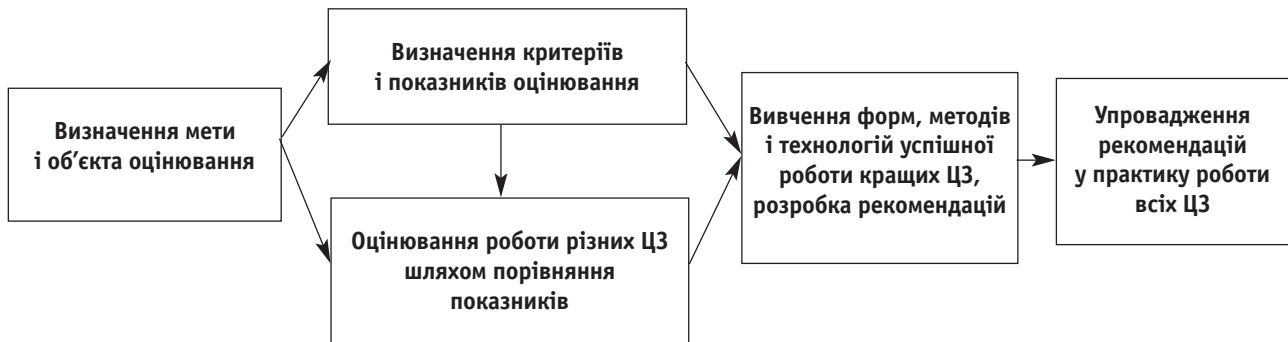 Визначення мети
і об’єкта оцінювання
Визначення критеріїв
і показників оцінювання
Оцінювання роботи різних ЦЗ
шляхом порівняння
показників
Вивчення форм, методів
і технологій успішної
роботи кращих ЦЗ,
розробка рекомендацій
Упровадження
рекомендацій
у практику роботи
всіх ЦЗ